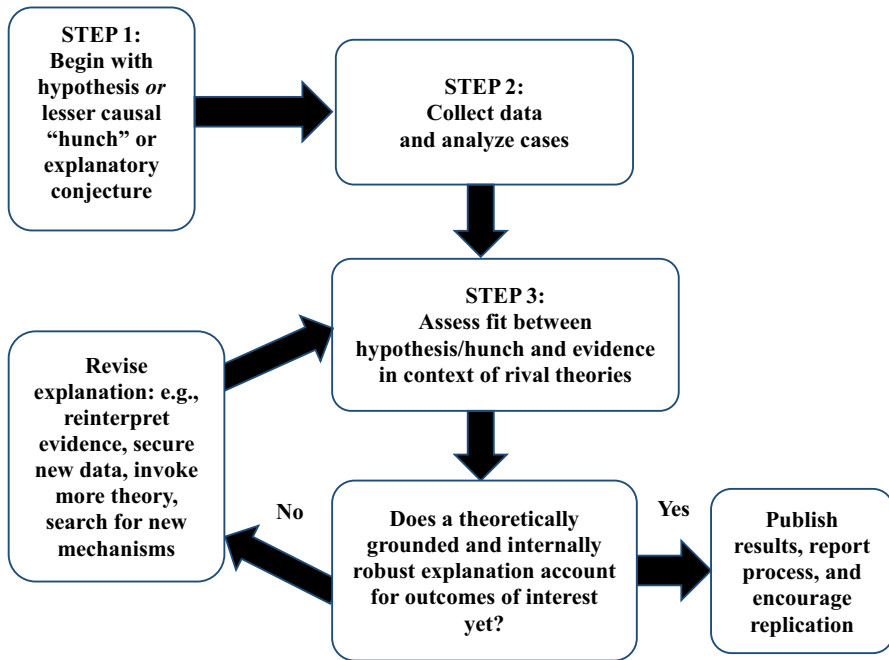 STEP 1:
Begin with
hypothesis or
lesser causal
“hunch” or
explanatory
conjecture
STEP 2:
Collect data
and analyze cases
STEP 3:
Assess fit between
hypothesis/hunch and evidence
in context of rival theories
Revise
explanation: e.g.,
reinterpret
evidence, secure
new data, invoke
more theory,
search for new
mechanisms
No
Does a theoretically
grounded and internally
robust explanation account
for outcomes of interest
yet?
Yes
Publish
results, report
process, and
encourage
replication